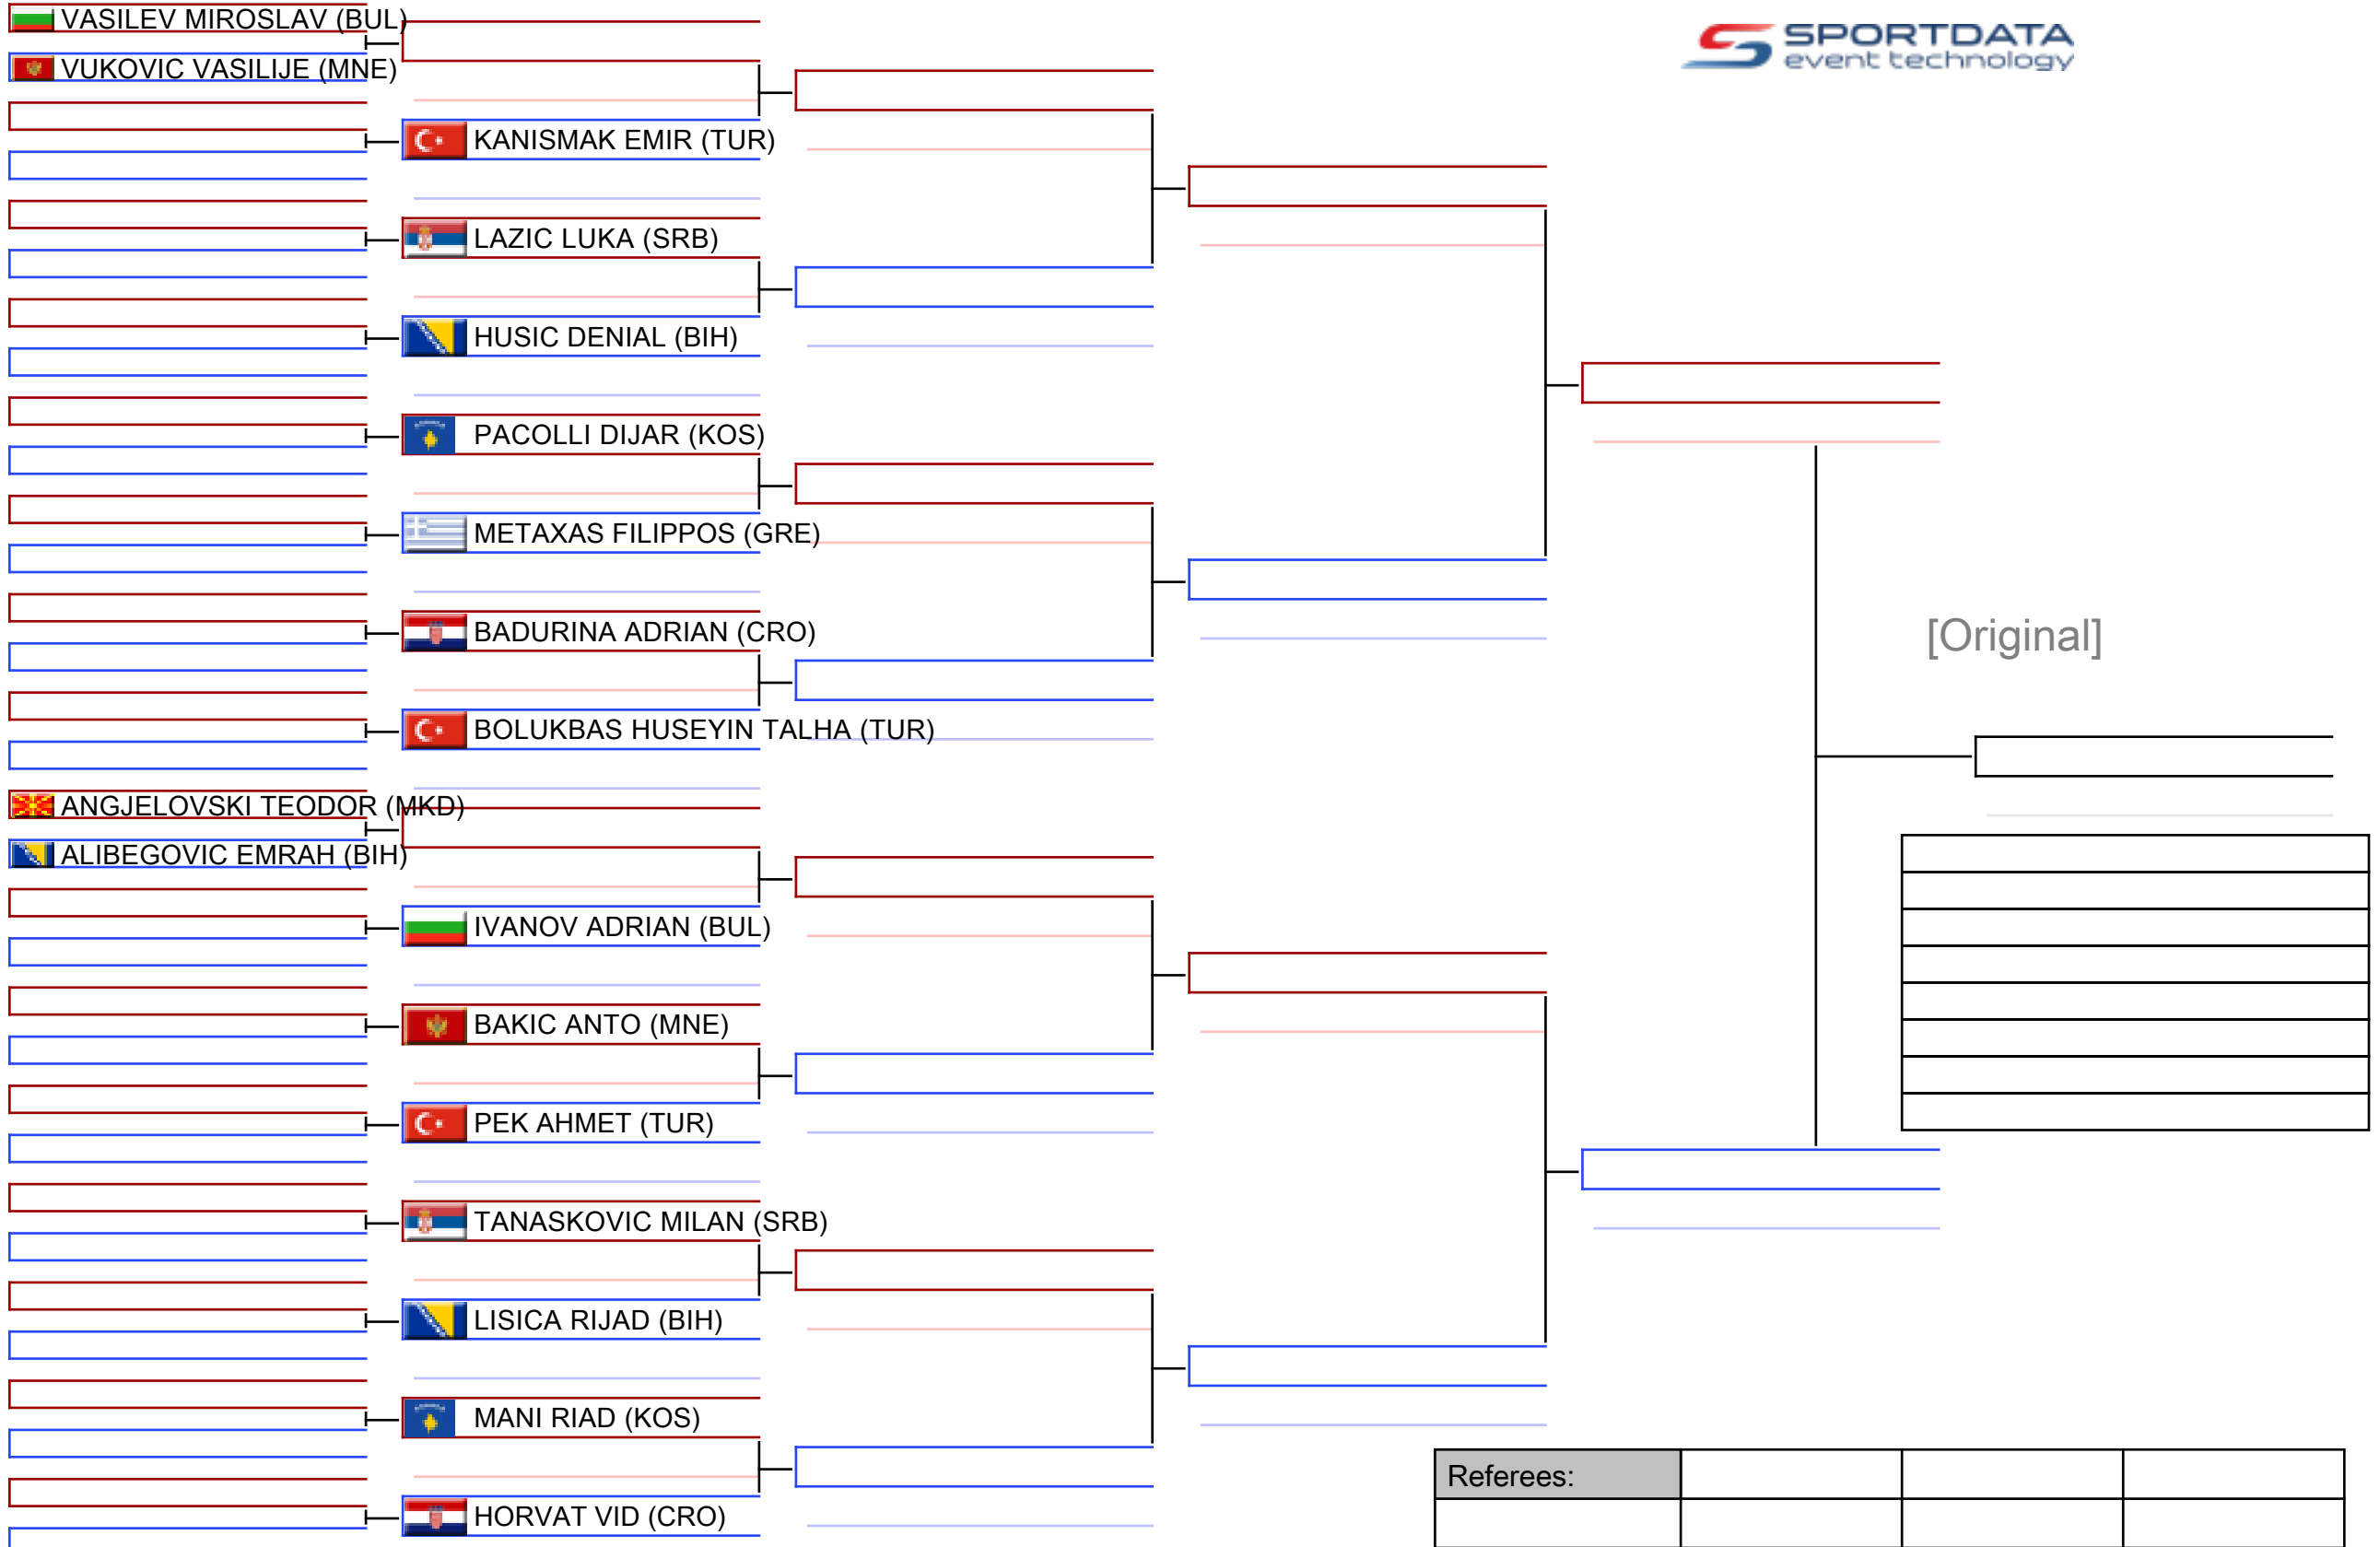 VASILEV MIROSLAV (BUL)
SPORTDATA
event technology
VUKOVIC VASILIJE (MNE)
KANISMAK EMIR (TUR)
LAZIC LUKA (SRB)
HUSIC DENIAL (BIH)
PACOLLI DIJAR (KOS)
METAXAS FILIPPOS (GRE)
BADURINA ADRIAN (CRO)
[Original]
BOLUKBAS HUSEYIN TALHA (TUR)
ANGJELOVSKI TEODOR (MKD)
ALIBEGOVIC EMRAH (BIH)
IVANOV ADRIAN (BUL)
BAKIC ANTO (MNE)
PEK AHMET (TUR)
TANASKOVIC MILAN (SRB)
LISICA RIJAD (BIH)
MANI RIAD (KOS)
Referees:
HORVAT VID (CRO)